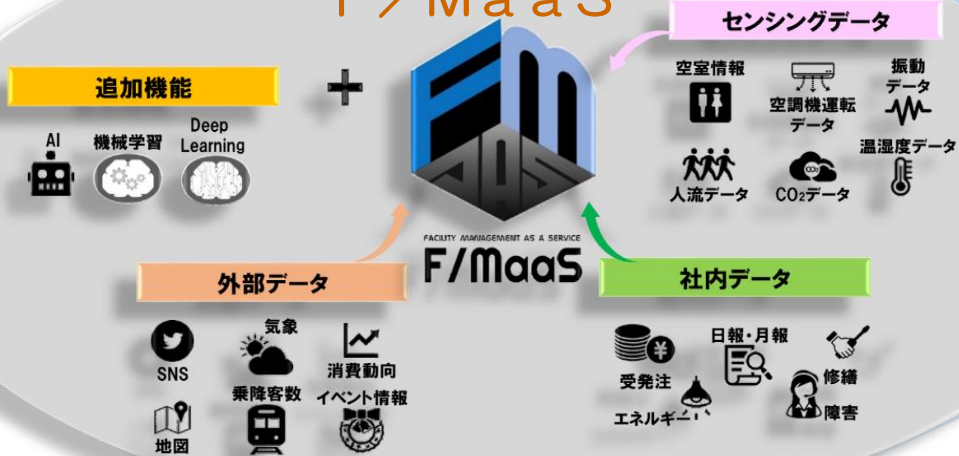 F/MaaS
センシングデータ
追加機能
+
AI
機械学習
Deep
Learning
空室情報
空調機運転
データ
振動
データ
人流データ
CO₂データ
温湿度データ
FACILITY MANAGEMENT AS A SERVICE
F/MaaS
外部データ
社内データ
SNS
気象
消費動向
地図
乗降客数
イベント情報
受発注
¥
日報・月報
修繕
エネルギー
障害